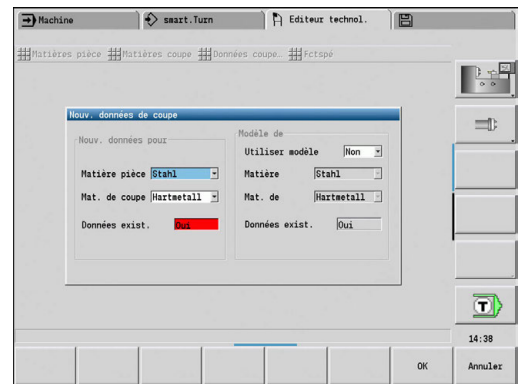 Machine smart.Turn Editeur technol.
Matières pièce Matières coupe Données coupe… Fctspé
Nouv. données de coupe
Nouv. données pour
Matière pièce Stahl
Mat. de coupe Hartmetall
Données exist. Oui
Modèle de
Utiliser modèle Non
Matière Stahl
Mat. de Hartmetall
Données exist. Oui
T
14:38
OK Annuler